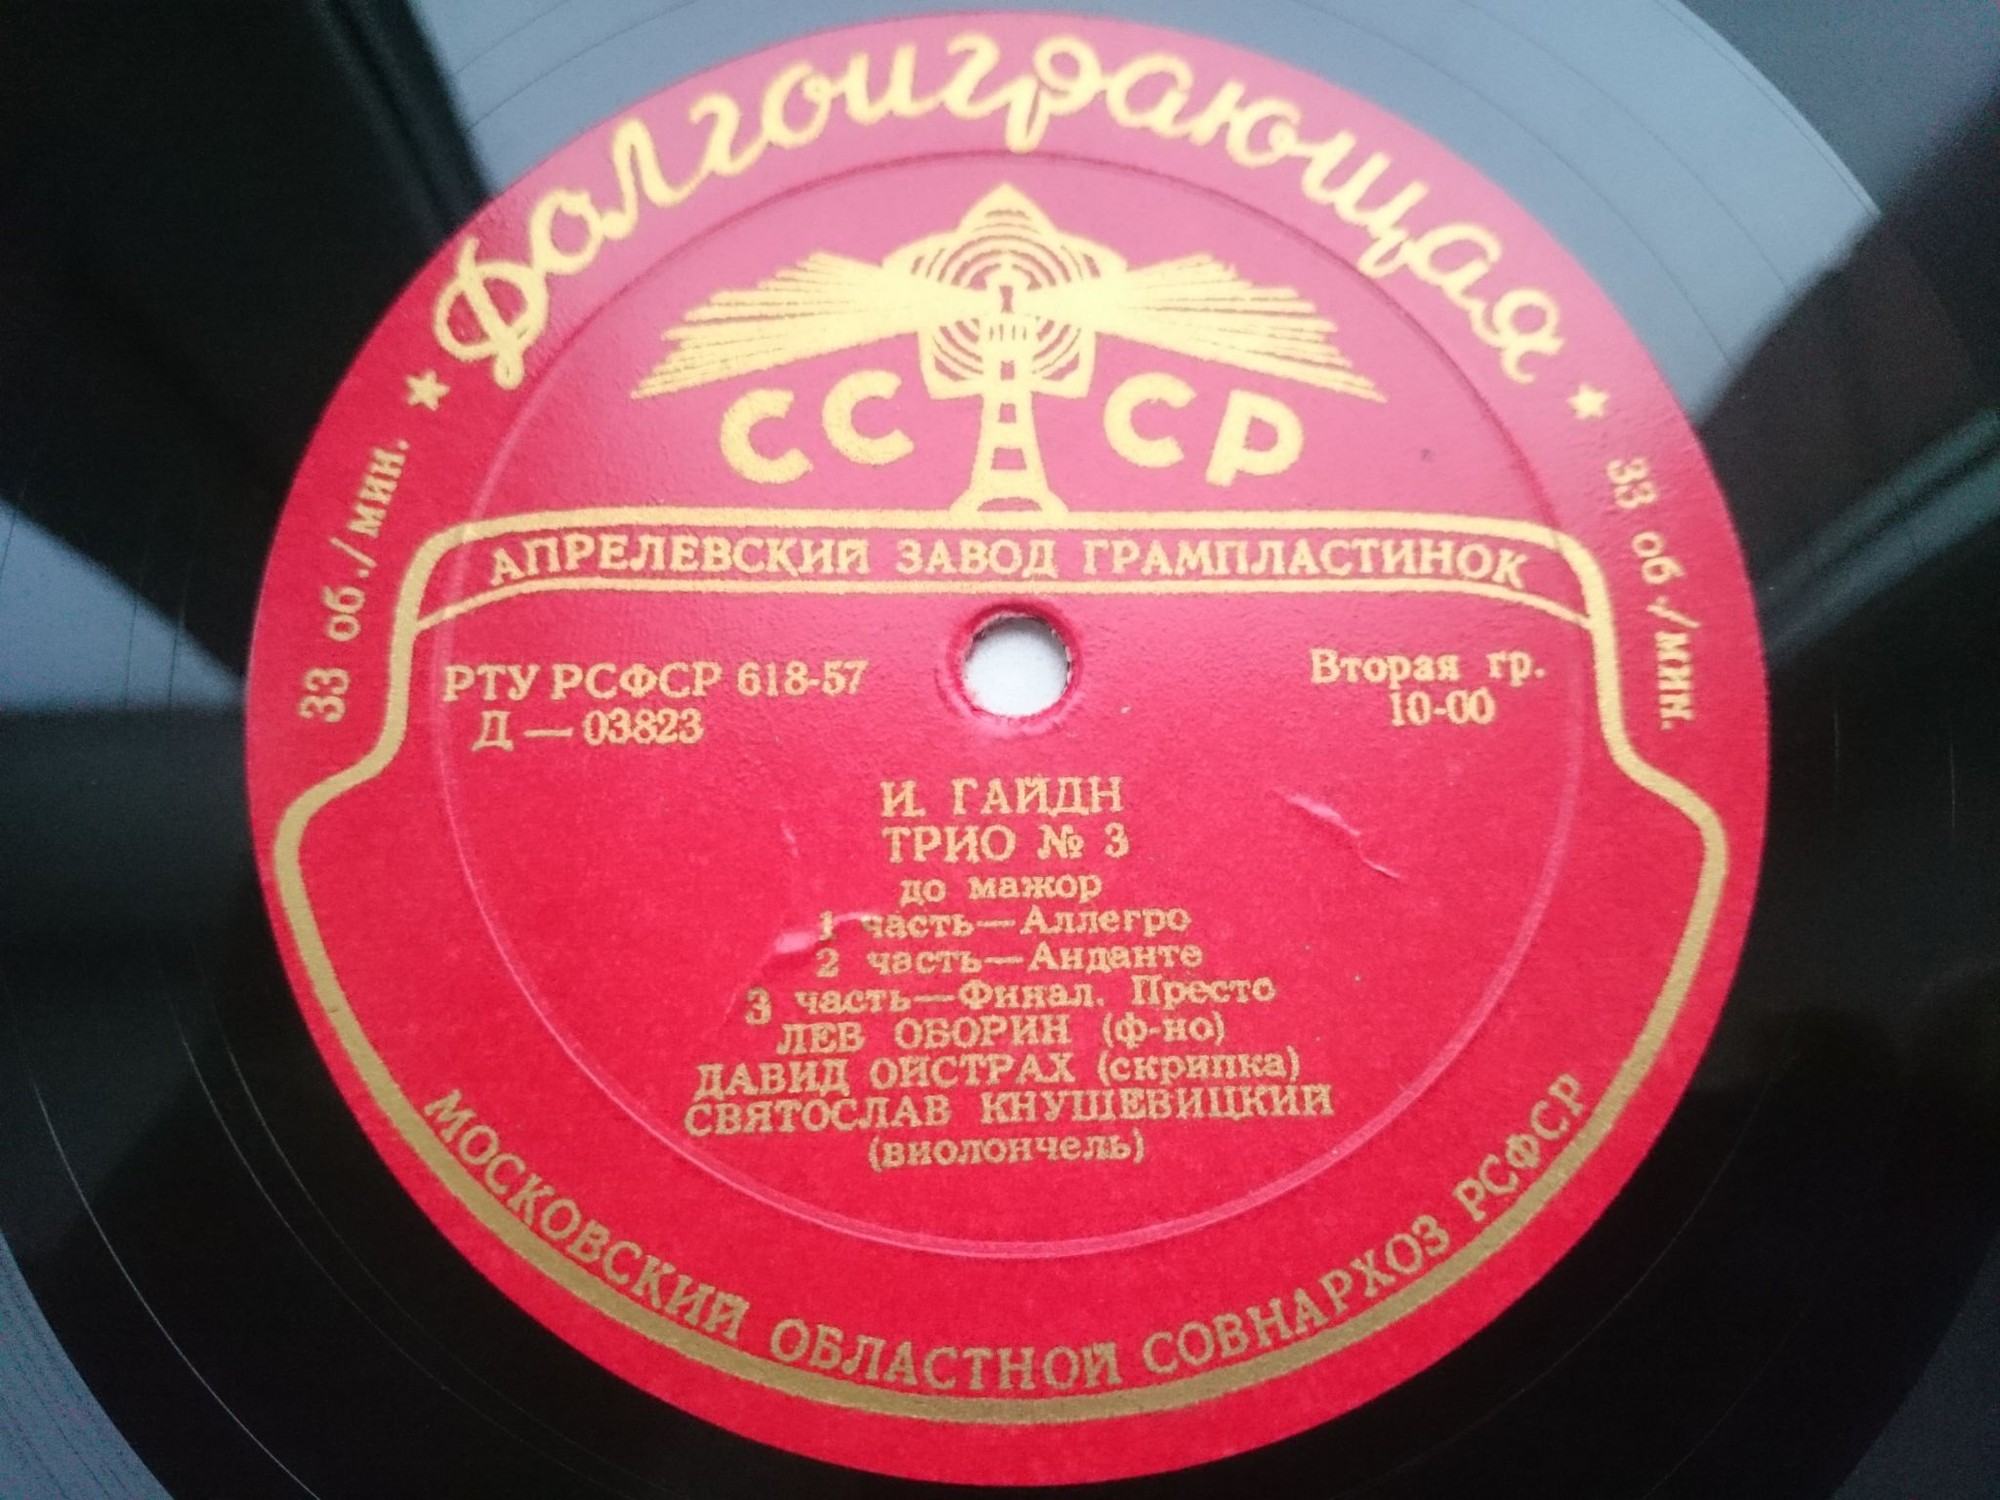 Долгоиграющая
33 об./мин.
33 об./мин.
СССР
АПРЕЛЕВСКИЙ ЗАВОД ГРАМПЛАСТИНОК
РТУ РСФСР 618-57
Д — 03823
Вторая гр.
10-00
И. ГАЙДН
ТРИО № 3
до мажор
1 часть—Аллегро
2 часть—Анданте
3 часть—Финал. Престо
ЛЕВ ОБОРИН (ф-но)
ДАВИД ОЙСТРАХ (скрипка)
СВЯТОСЛАВ КНУШЕВИЦКИЙ
(виолончель)
МОСКОВСКИЙ ОБЛАСТНОЙ СОВНАРХОЗ РСФСР